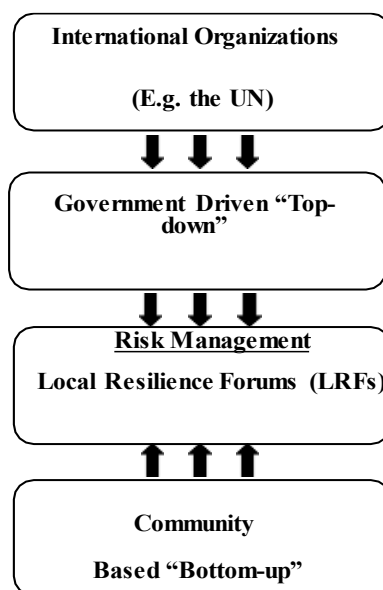 International Organizations
(E.g. the UN)
Government Driven “Top-
down”
Risk Management
Local Resilience Forums (LRFs)
Community
Based “Bottom-up”